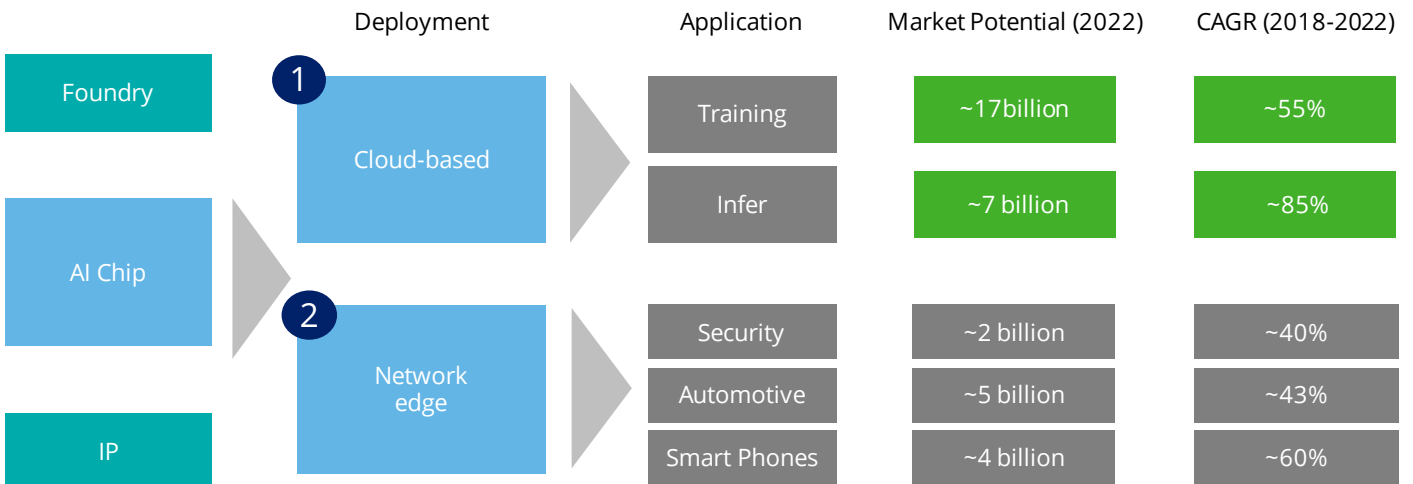 Deployment
Application
Market Potential (2022)
CAGR (2018-2022)
Foundry
AI Chip
IP
1
Cloud-based
Training
~17billion
~55%
Infer
~7 billion
~85%
2
Network
edge
Security
~2 billion
~40%
Automotive
~5 billion
~43%
Smart Phones
~4 billion
~60%